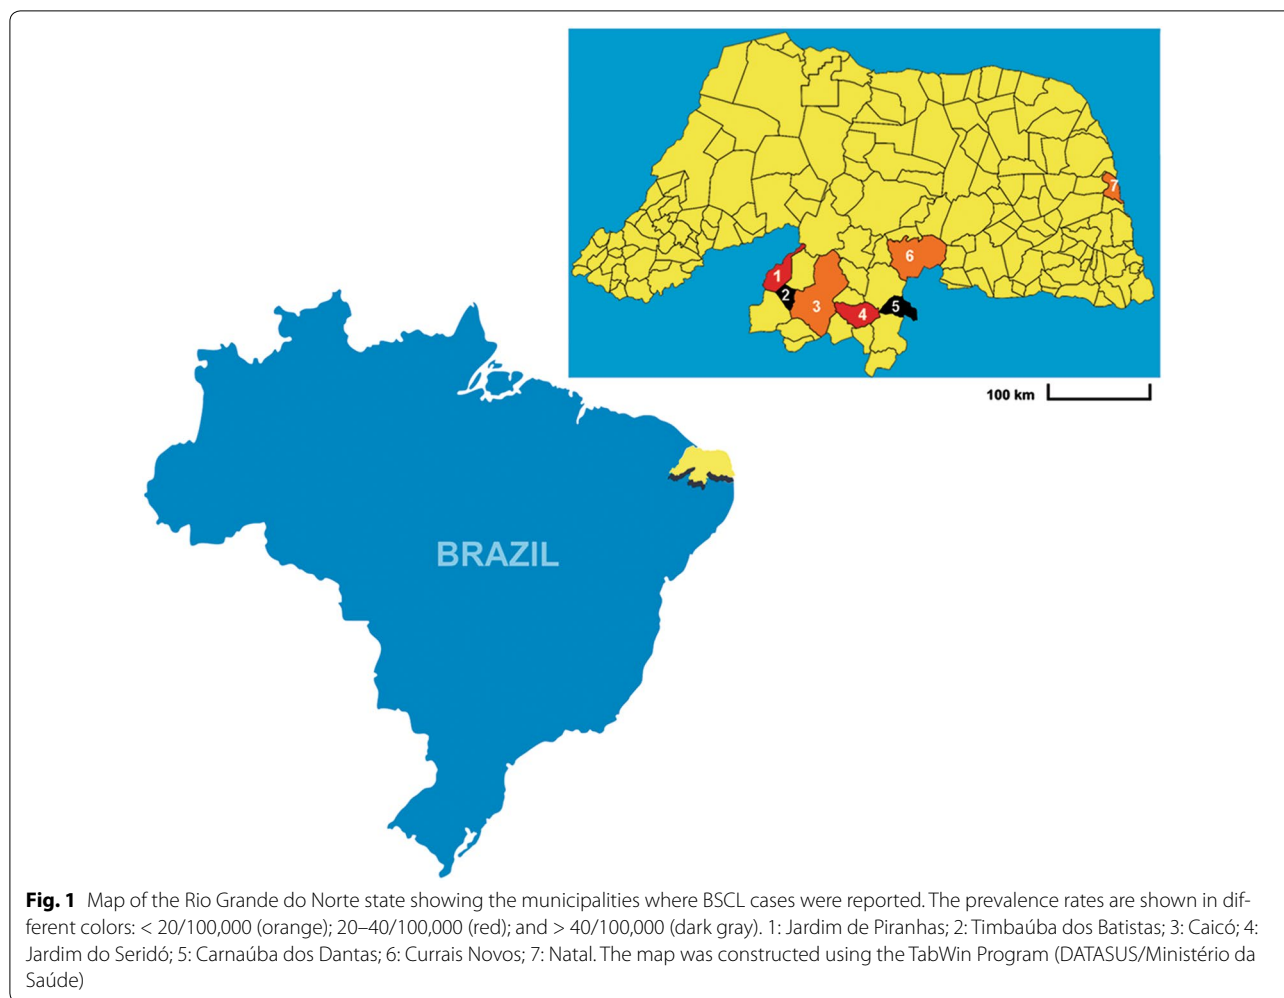 7
6
1
2
3
4
5
100 km
BRAZIL
Fig. 1 Map of the Rio Grande do Norte state showing the municipalities where BSCL cases were reported. The prevalence rates are shown in dif-
ferent colors: < 20/100,000 (orange); 20–40/100,000 (red); and > 40/100,000 (dark gray). 1: Jardim de Piranhas; 2: Timbaúba dos Batistas; 3: Caicó; 4:
Jardim do Seridó; 5: Carnaúba dos Dantas; 6: Currais Novos; 7: Natal. The map was constructed using the TabWin Program (DATASUS/Ministério da
Saúde)